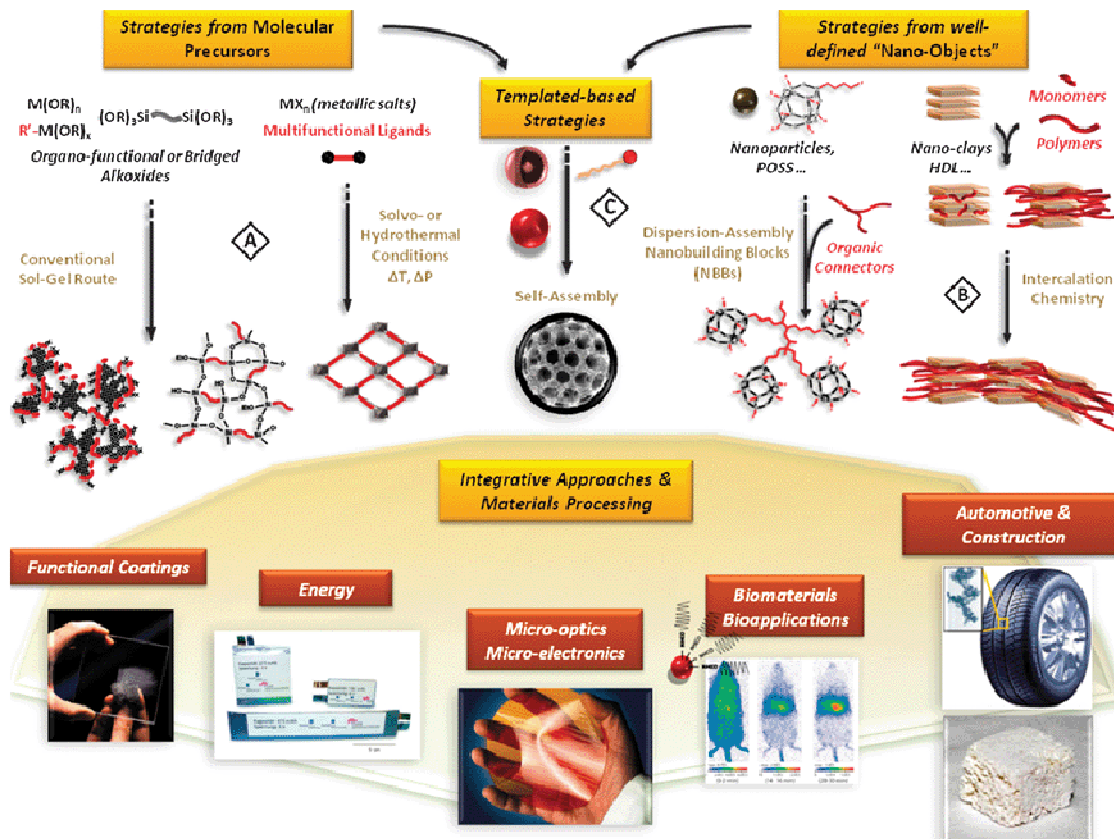 Strategies from Molecular
Precursors
Strategies from well-
defined "Nano-Objects"
Templated-based
Strategies
M(OR)n
R'-M(OR)x
(OR)3Si Si(OR)3
Organo-functional or Bridged
Alkoxides
MXn(metallic salts)
Multifunctional Ligands
Nanoparticles,
POSS...
Nano-clays
HDL...
Monomers
Polymers
A
Conventional
Sol-Gel Route
Solvo- or
Hydrothermal
Conditions
ΔT, ΔP
C
Self-Assembly
Dispersion-Assembly
Nanobuilding Blocks
(NBBs)
Organic
Connectors
B
Intercalation
Chemistry
Integrative Approaches &
Materials Processing
Functional Coatings
Energy
Micro-optics
Micro-electronics
Biomaterials
Bioapplications
Automotive &
Construction